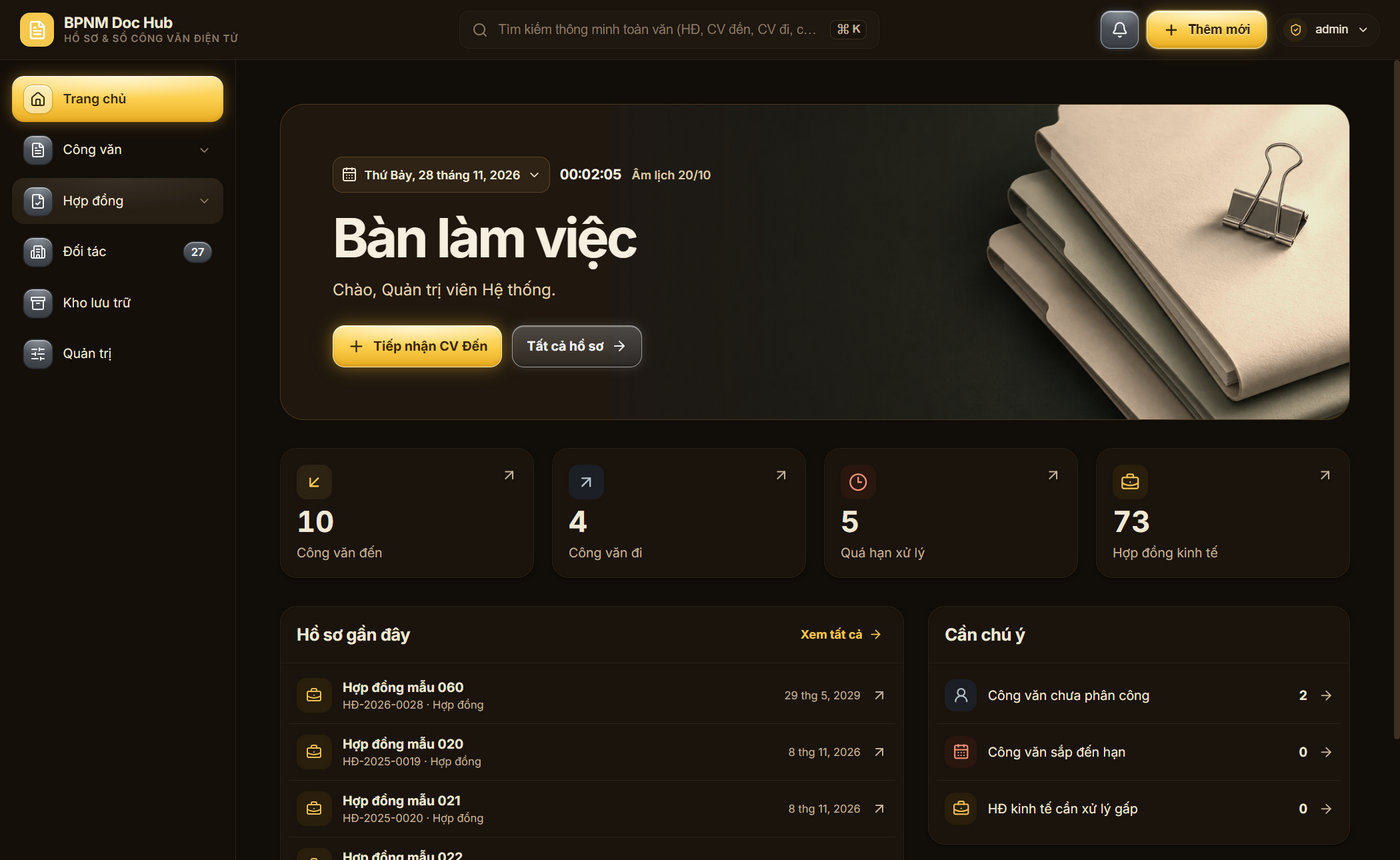 BPNM Doc Hub
HỒ SƠ & SỔ CÔNG VĂN ĐIỆN TỬ
Tìm kiếm thông minh toàn văn (HĐ, CV đến, CV đi, c...
⌘ K
Thêm mới
admin
Trang chủ
Công văn
Hợp đồng
Đối tác
27
Kho lưu trữ
Quản trị
Thứ Bảy, 28 tháng 11, 2026
00:02:05
Âm lịch 20/10
Bàn làm việc
Chào, Quản trị viên Hệ thống.
Tiếp nhận CV Đến
Tất cả hồ sơ
10
Công văn đến
4
Công văn đi
5
Quá hạn xử lý
73
Hợp đồng kinh tế
Hồ sơ gần đây
Xem tất cả
Hợp đồng mẫu 060
HĐ-2026-0028 · Hợp đồng
29 thg 5, 2029
Hợp đồng mẫu 020
HĐ-2025-0019 · Hợp đồng
8 thg 11, 2026
Hợp đồng mẫu 021
HĐ-2025-0020 · Hợp đồng
8 thg 11, 2026
Hợp đồng mẫu 022
Cần chú ý
Công văn chưa phân công
2
Công văn sắp đến hạn
0
HĐ kinh tế cần xử lý gấp
0